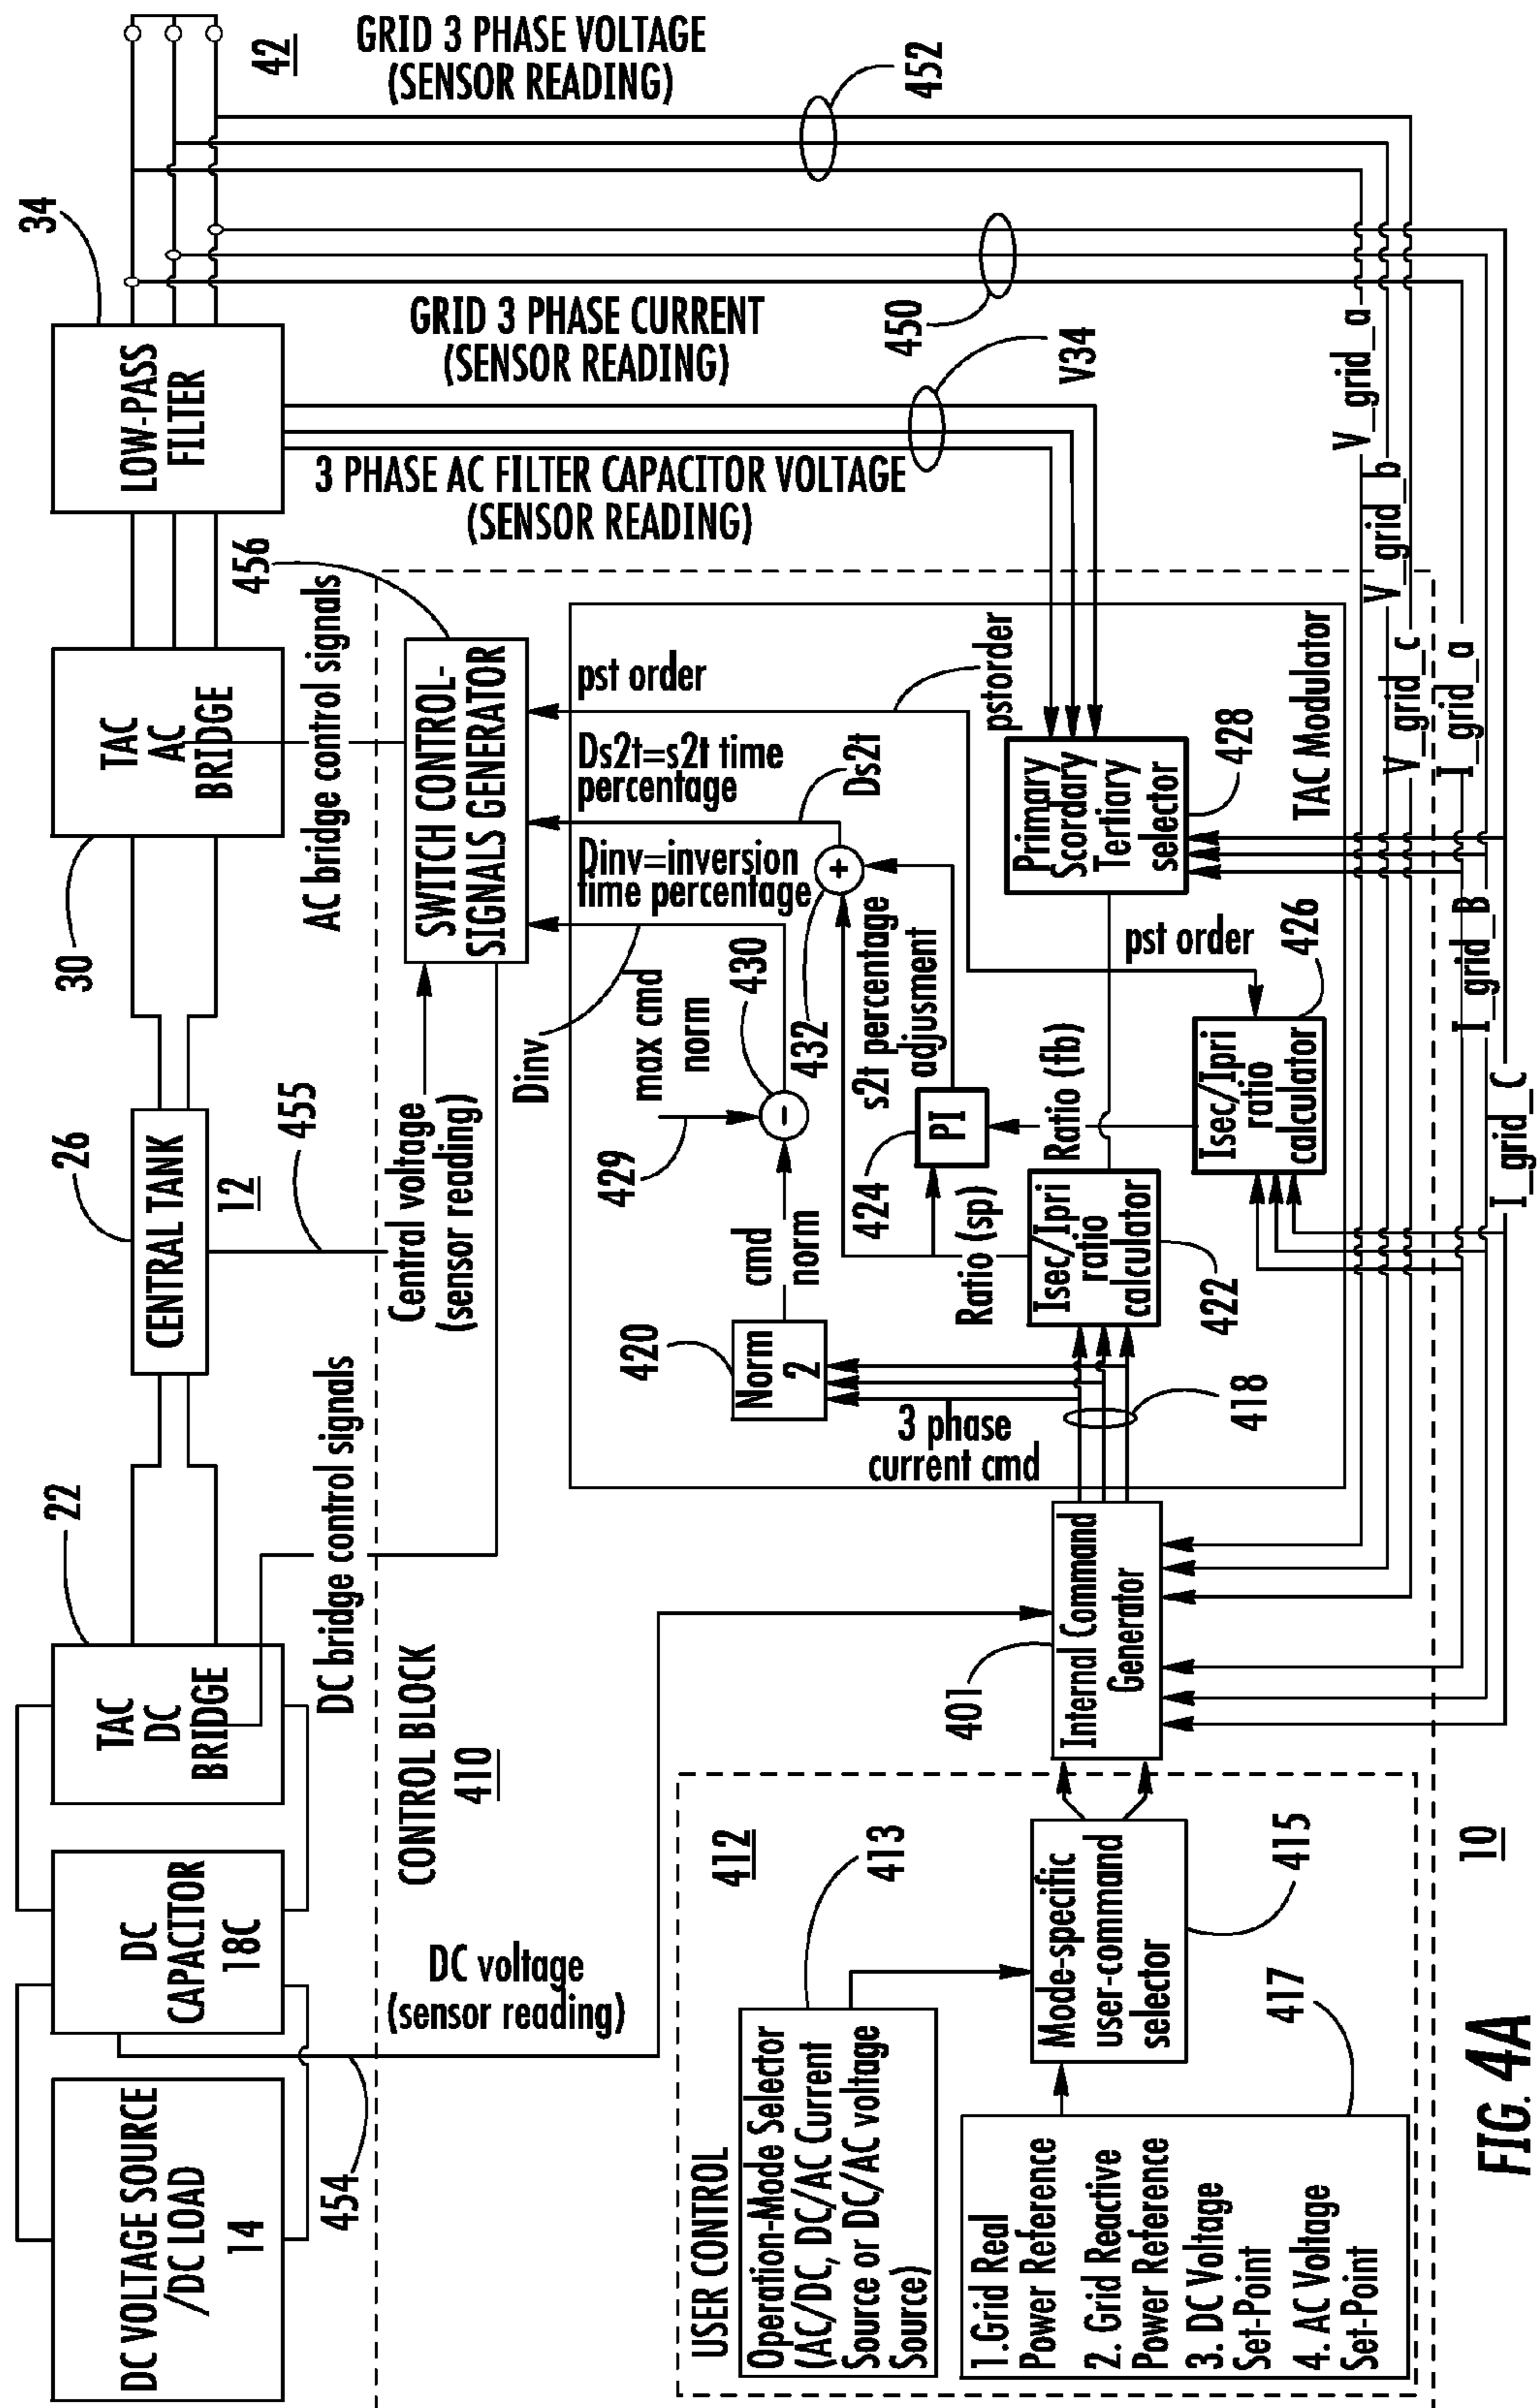 DC VOLTAGE SOURCE
/DC LOAD
14
DC
CAPACITOR
18C
TAC
DC
BRIDGE
22
CENTRAL TANK
26
12
TAC
AC
BRIDGE
30
LOW-PASS
FILTER
34
42
GRID 3 PHASE VOLTAGE
(SENSOR READING)
452
GRID 3 PHASE CURRENT
(SENSOR READING)
450
3 PHASE AC FILTER CAPACITOR VOLTAGE
(SENSOR READING)
V34
454
DC voltage
(sensor reading)
CONTROL BLOCK
410
DC bridge control signals
455
Central voltage
(sensor reading)
AC bridge control signals
456
SWITCH CONTROL-
SIGNALS GENERATOR
Dinv
Dinv=inversion
time percentage
Ds2t=s2t time
percentage
Ds2t
pst order
pstorder
max cmd
norm
429
430
432
cmd
norm
420
Norm
2
3 phase
current cmd
418
s2t percentage
adjusment
424
PI
Ratio (sp)
Ratio (fb)
Isec/Ipri
ratio
calculator
422
Isec/Ipri
ratio
calculator
426
pst order
Primary
Scordary
Tertiary
selector
428
TAC Modulator
401
Internal Command
Generator
USER CONTROL
412
Operation-Mode Selector
(AC/DC, DC/AC Current
Source or DC/AC voltage
Source)
413
Mode-specific
user-command
selector
415
1.Grid Real
Power Reference
2. Grid Reactive
Power Reference
3. DC Voltage
Set-Point
4. AC Voltage
Set-Point
417
V_grid_a
V_grid_b
V_grid_c
I_grid_a
I_grid_B
I_grid_C
10
FIG. 4A